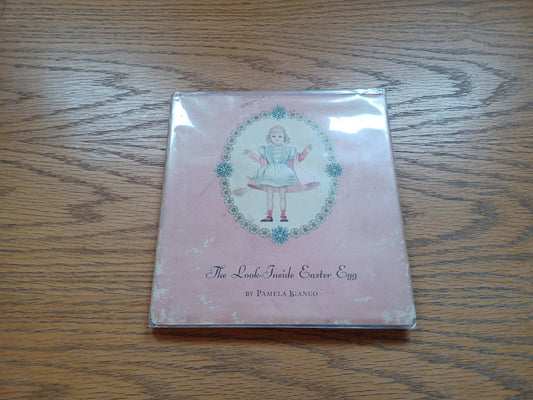 The Look-Inside Easter Egg
BY PAMELA BIANCO